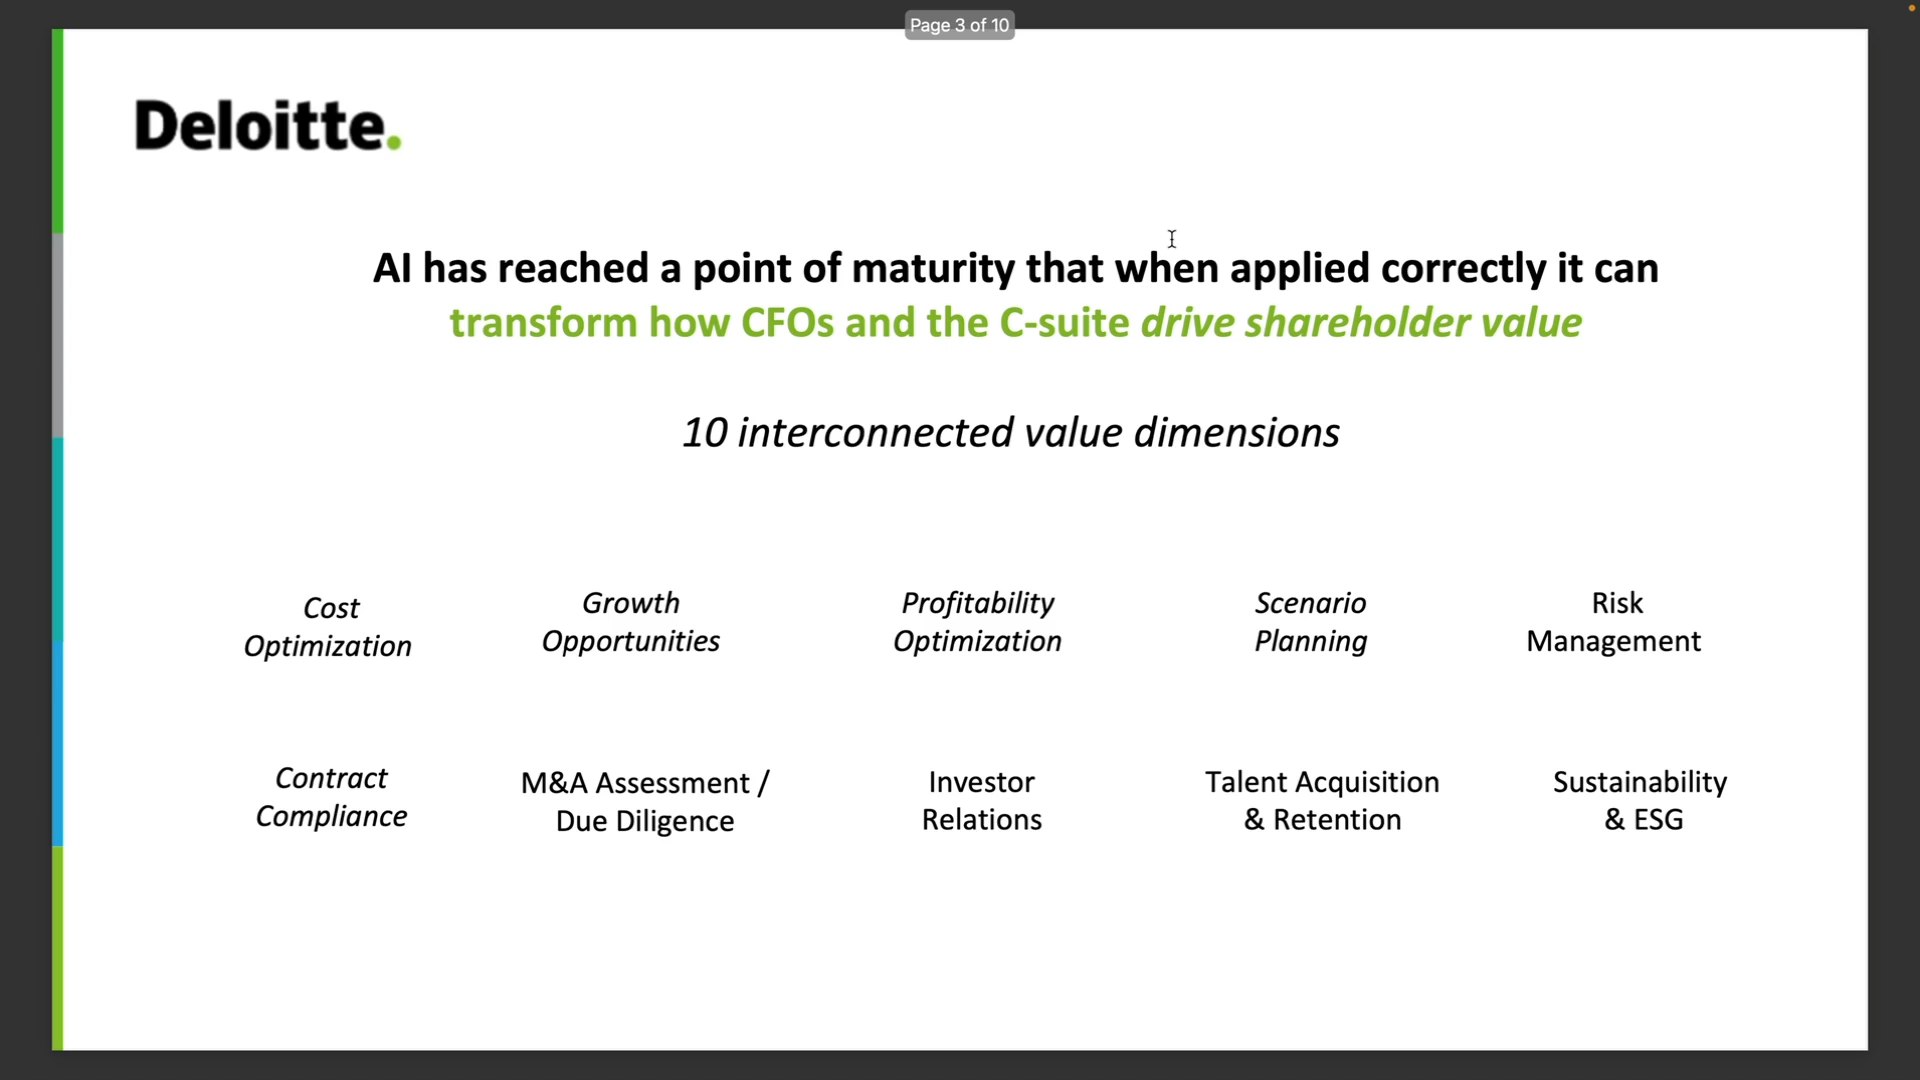 Page 3 of 10
Deloitte.
AI has reached a point of maturity that when applied correctly it can
transform how CFOs and the C-suite drive shareholder value
10 interconnected value dimensions
Cost
Optimization
Growth
Opportunities
Profitability
Optimization
Scenario
Planning
Risk
Management
Contract
Compliance
M&A Assessment /
Due Diligence
Investor
Relations
Talent Acquisition
& Retention
Sustainability
& ESG